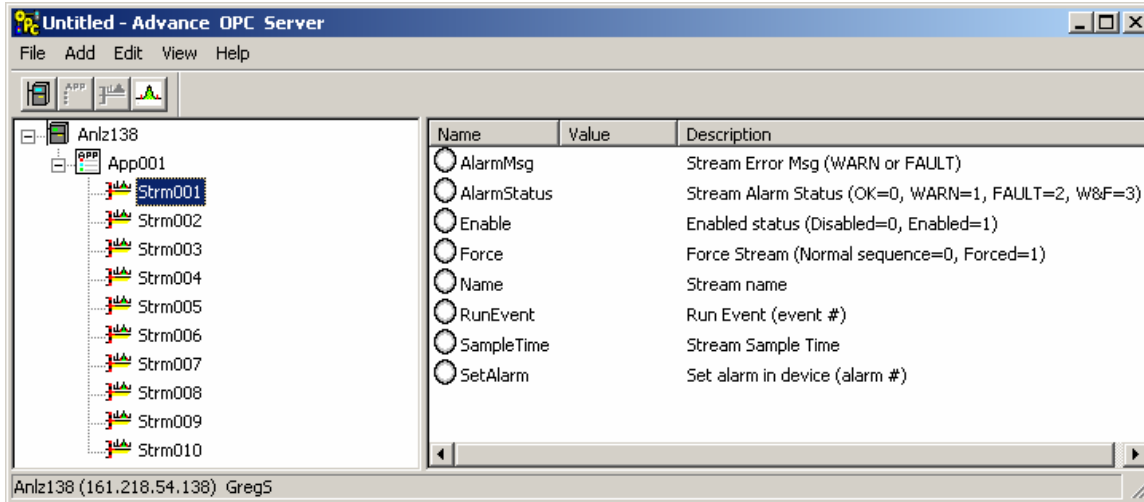 Untitled - Advance OPC Server
File Add Edit View Help
APP
Anlz138
APP
App001
Strm001
Strm002
Strm003
Strm004
Strm005
Strm006
Strm007
Strm008
Strm009
Strm010
Name Value Description
AlarmMsg Stream Error Msg (WARN or FAULT)
AlarmStatus Stream Alarm Status (OK=0, WARN=1, FAULT=2, W&F=3)
Enable Enabled status (Disabled=0, Enabled=1)
Force Force Stream (Normal sequence=0, Forced=1)
Name Stream name
RunEvent Run Event (event #)
SampleTime Stream Sample Time
SetAlarm Set alarm in device (alarm #)
Anlz138 (161.218.54.138) GregS